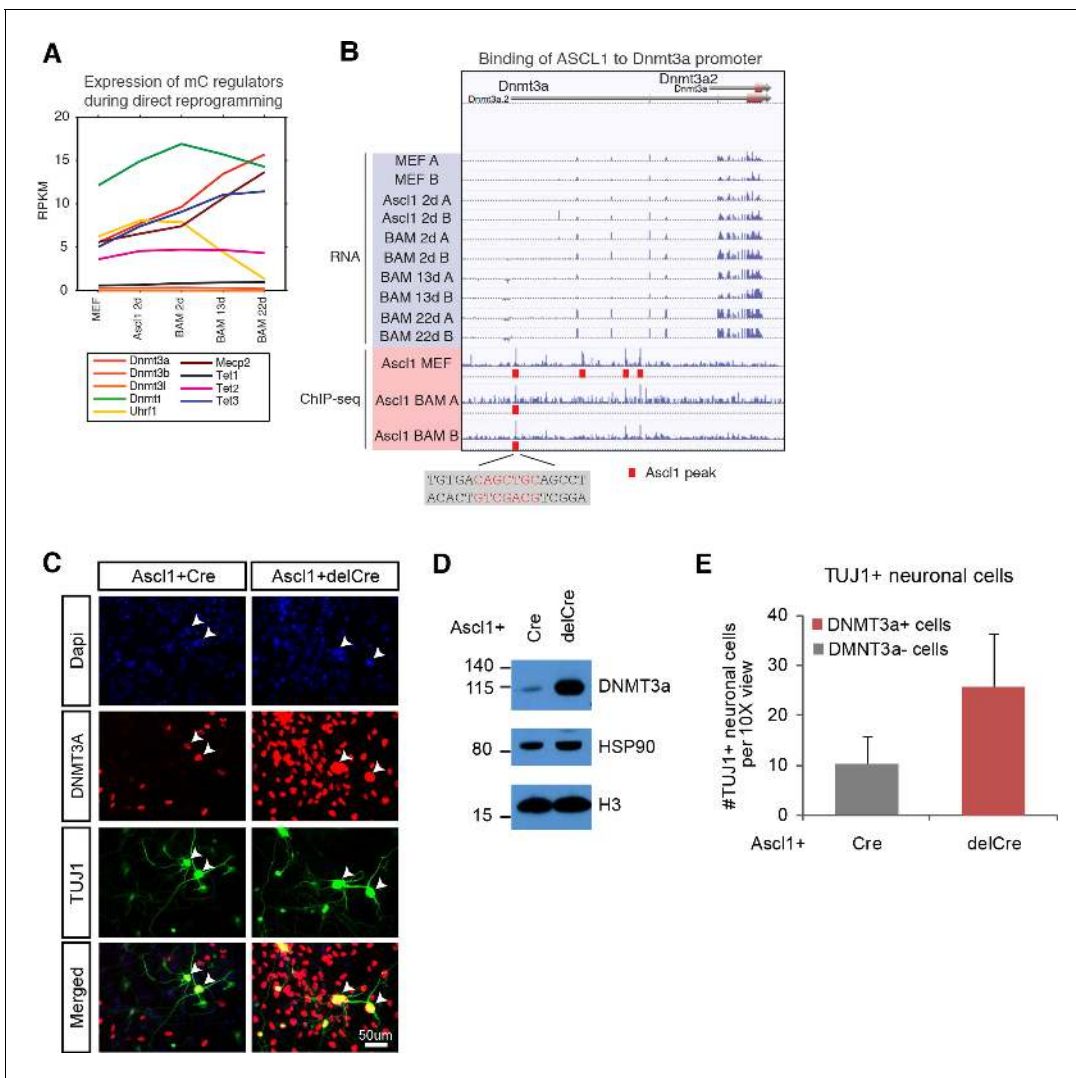 A
Expression of mC regulators
during direct reprogramming
20
15
10
5
0
RPKM
MEF
Ascl1 2d
BAM 2d
BAM 13d
BAM 22d
Dnmt3a
Dnmt3b
Dnmt3l
Dnmt1
Uhrf1
Mecp2
Tet1
Tet2
Tet3
B
Binding of ASCL1 to Dnmt3a promoter
Dnmt3a
Dnmt3a2
Dnmt3a
Dnmt3a.2
RNA
MEF A
MEF B
Ascl1 2d A
Ascl1 2d B
BAM 2d A
BAM 2d B
BAM 13d A
BAM 13d B
BAM 22d A
BAM 22d B
ChIP-seq
Ascl1 MEF
Ascl1 BAM A
Ascl1 BAM B
TGTGACAGCTGCAGCCT
ACACTGTCGACGTCGGA
Ascl1 peak
C
Ascl1+Cre
Ascl1+delCre
Dapi
DNMT3A
TUJ1
Merged
50um
D
Ascl1+
Cre
delCre
140
115
DNMT3a
80
HSP90
15
H3
E
TUJ1+ neuronal cells
DNMT3a+ cells
DMNT3a- cells
#TUJ1+ neuronal cells
per 10X view
40
30
20
10
0
Ascl1+
Cre
delCre